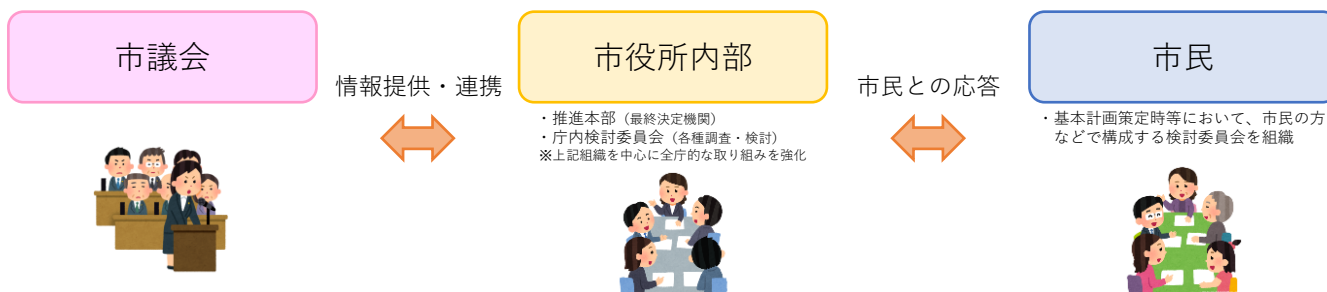 市議会
情報提供・連携
市役所内部
・推進本部（最終決定機関）
・庁内検討委員会（各種調査・検討）
※上記組織を中心に全庁的な取り組みを強化
市民との応答
市民
・基本計画策定時等において、市民の方
などで構成する検討委員会を組織